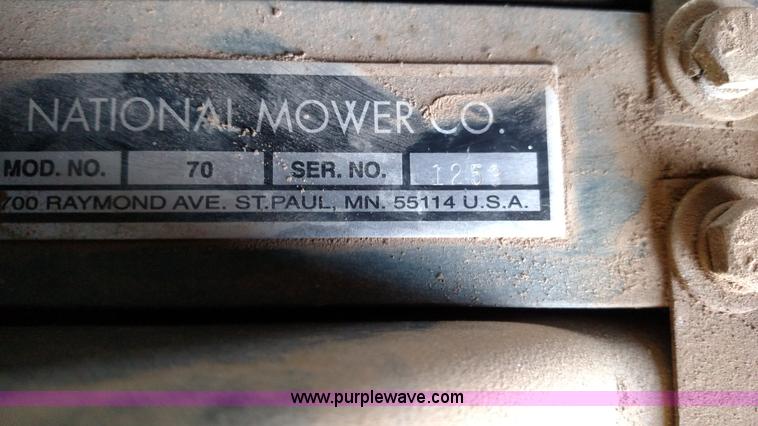 NATIONAL MOWER CO.
MOD. NO. 70 SER. NO.
700 RAYMOND AVE. ST. PAUL, MN. 55114 U.S.A.
www.purplewave.com